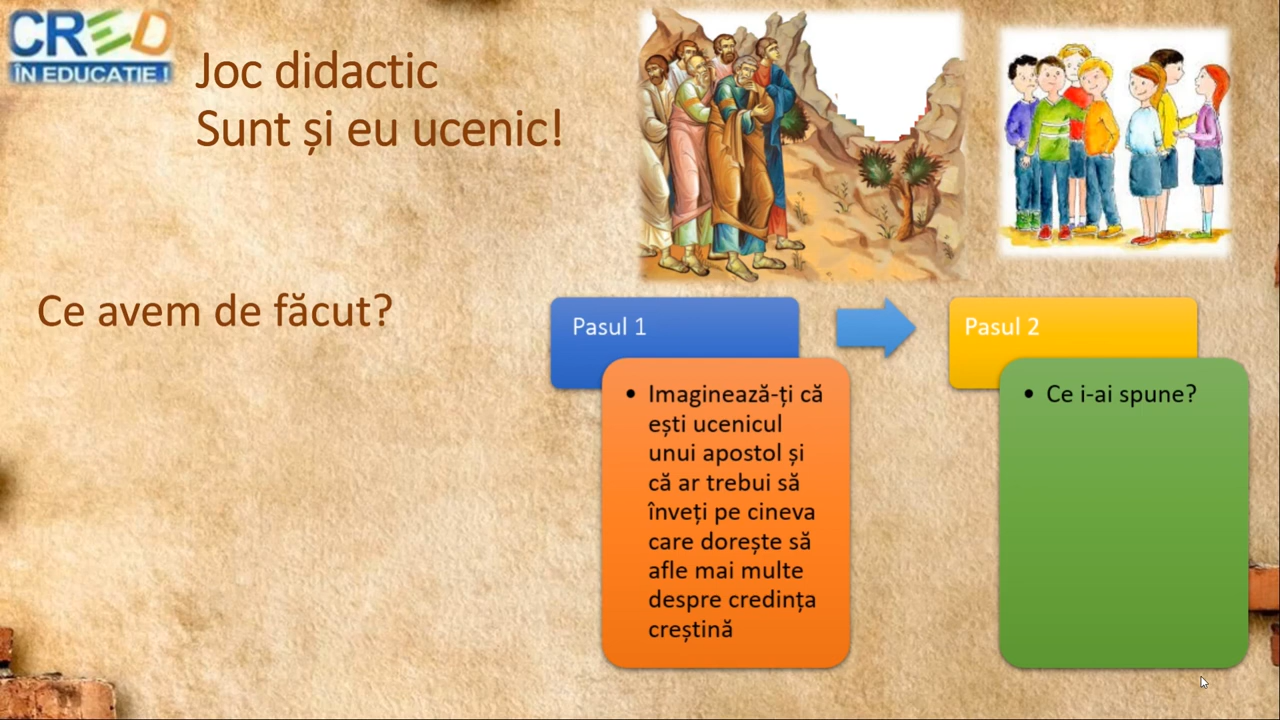 CRED
ÎN EDUCAȚIE !
Joc didactic
Sunt și eu ucenic!
Ce avem de făcut?
Pasul 1
• Imaginează-ți că
ești ucenicul
unui apostol și
că ar trebui să
înveți pe cineva
care dorește să
afle mai multe
despre credința
creștină
Pasul 2
• Ce i-ai spune?